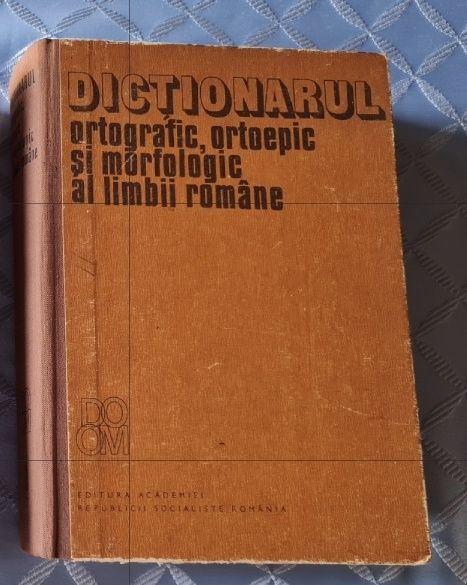 DICȚIONARUL
ortografic, ortoepic
și morfologic
al limbii române
DO
OM
EDITURA ACADEMIEI
REPUBLICII SOCIALISTE ROMÂNIA